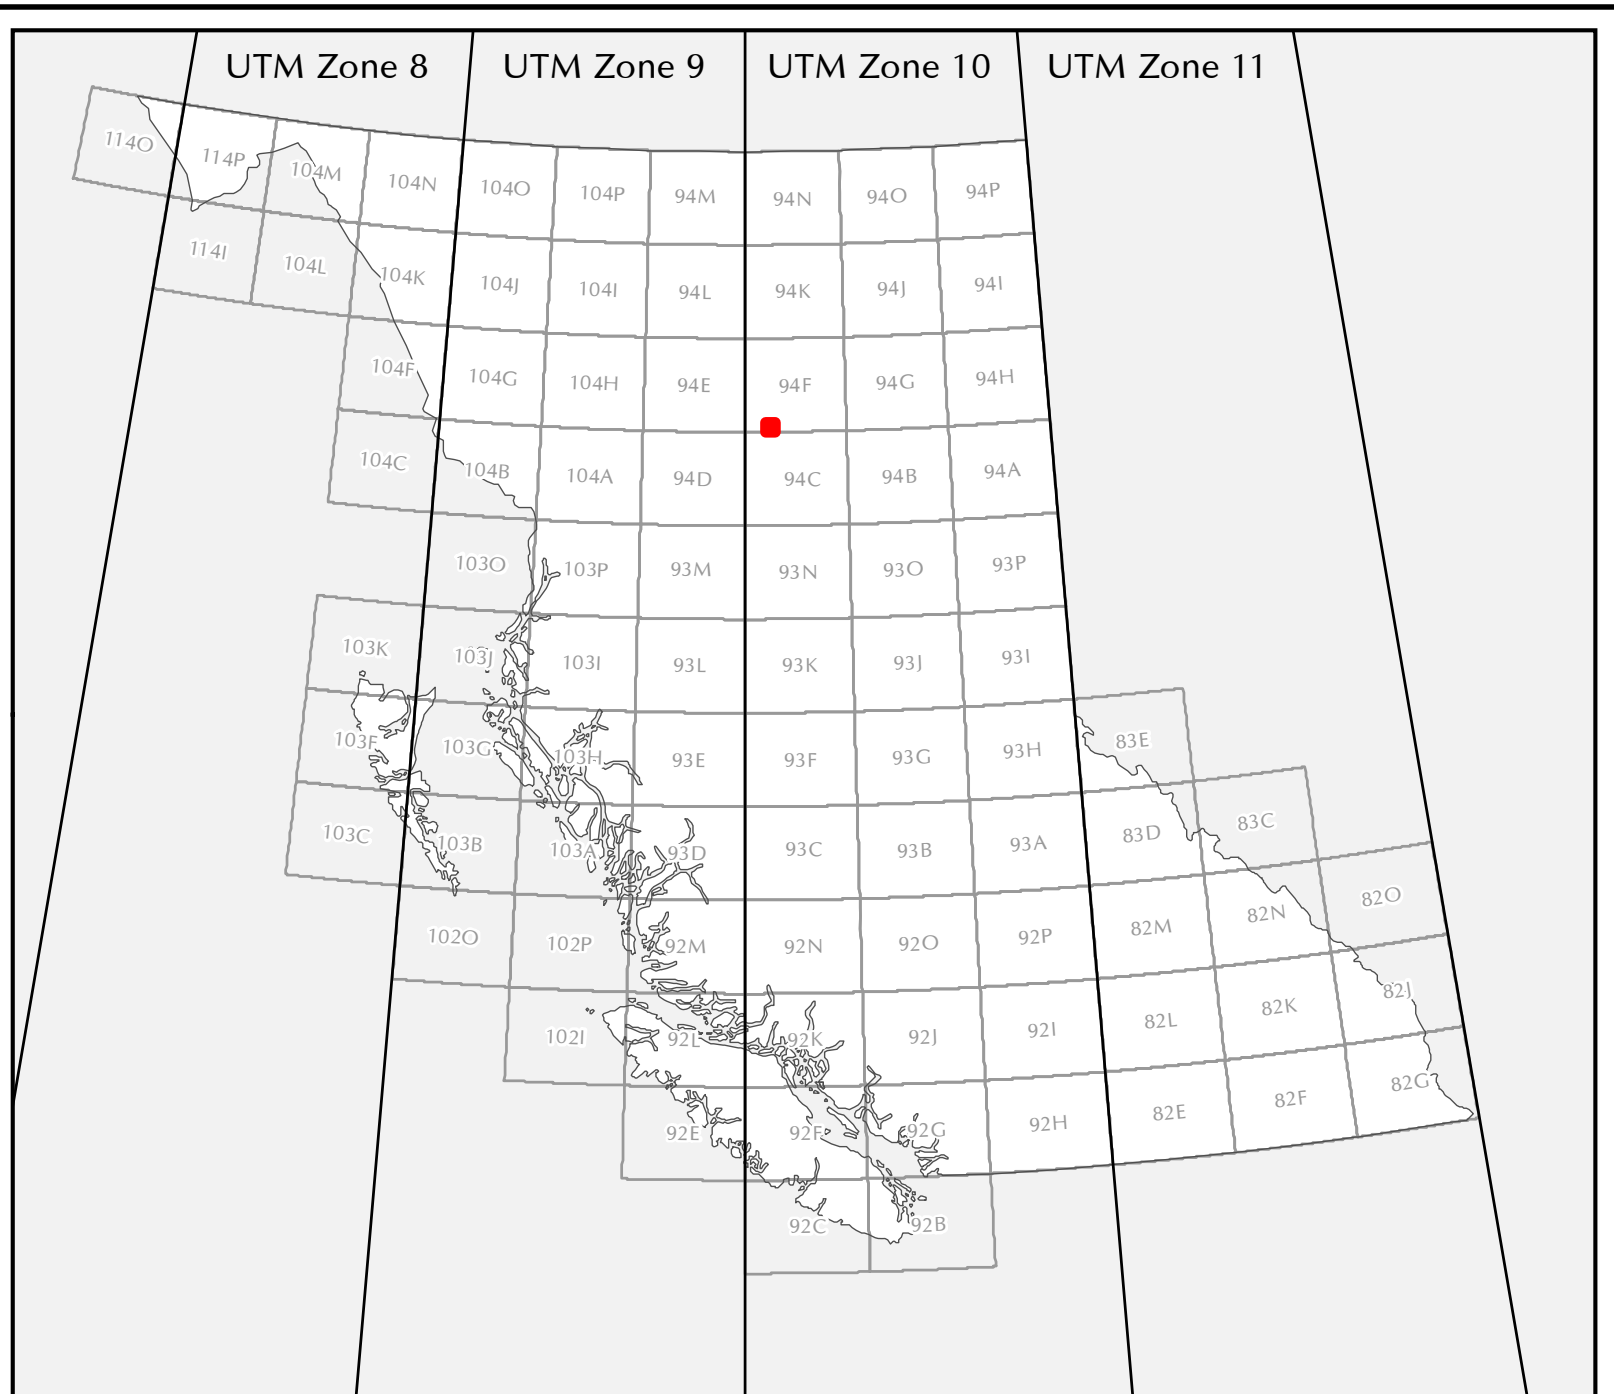 UTM Zone 8 UTM Zone 9 UTM Zone 10 UTM Zone 11
114O 114P 104M 104N 104O 104P 94M 94N 94O 94P
114I 104L 104K 104J 104I 94L 94K 94J 94I
104F 104G 104H 94E 94F 94G 94H
104C 104B 104A 94D 94C 94B 94A
103O 103P 93M 93N 93O 93P
103K 103J 103I 93L 93K 93J 93I
103F 103G 103H 93E 93F 93G 93H 83E
103C 103B 103A 93D 93C 93B 93A 83D 83C
102O 102P 92M 92N 92O 92P 82M 82N 82O
102I 92L 92K 92J 92I 82L 82K 82J
92E 92F 92G 92H 82E 82F 82G
92C 92B